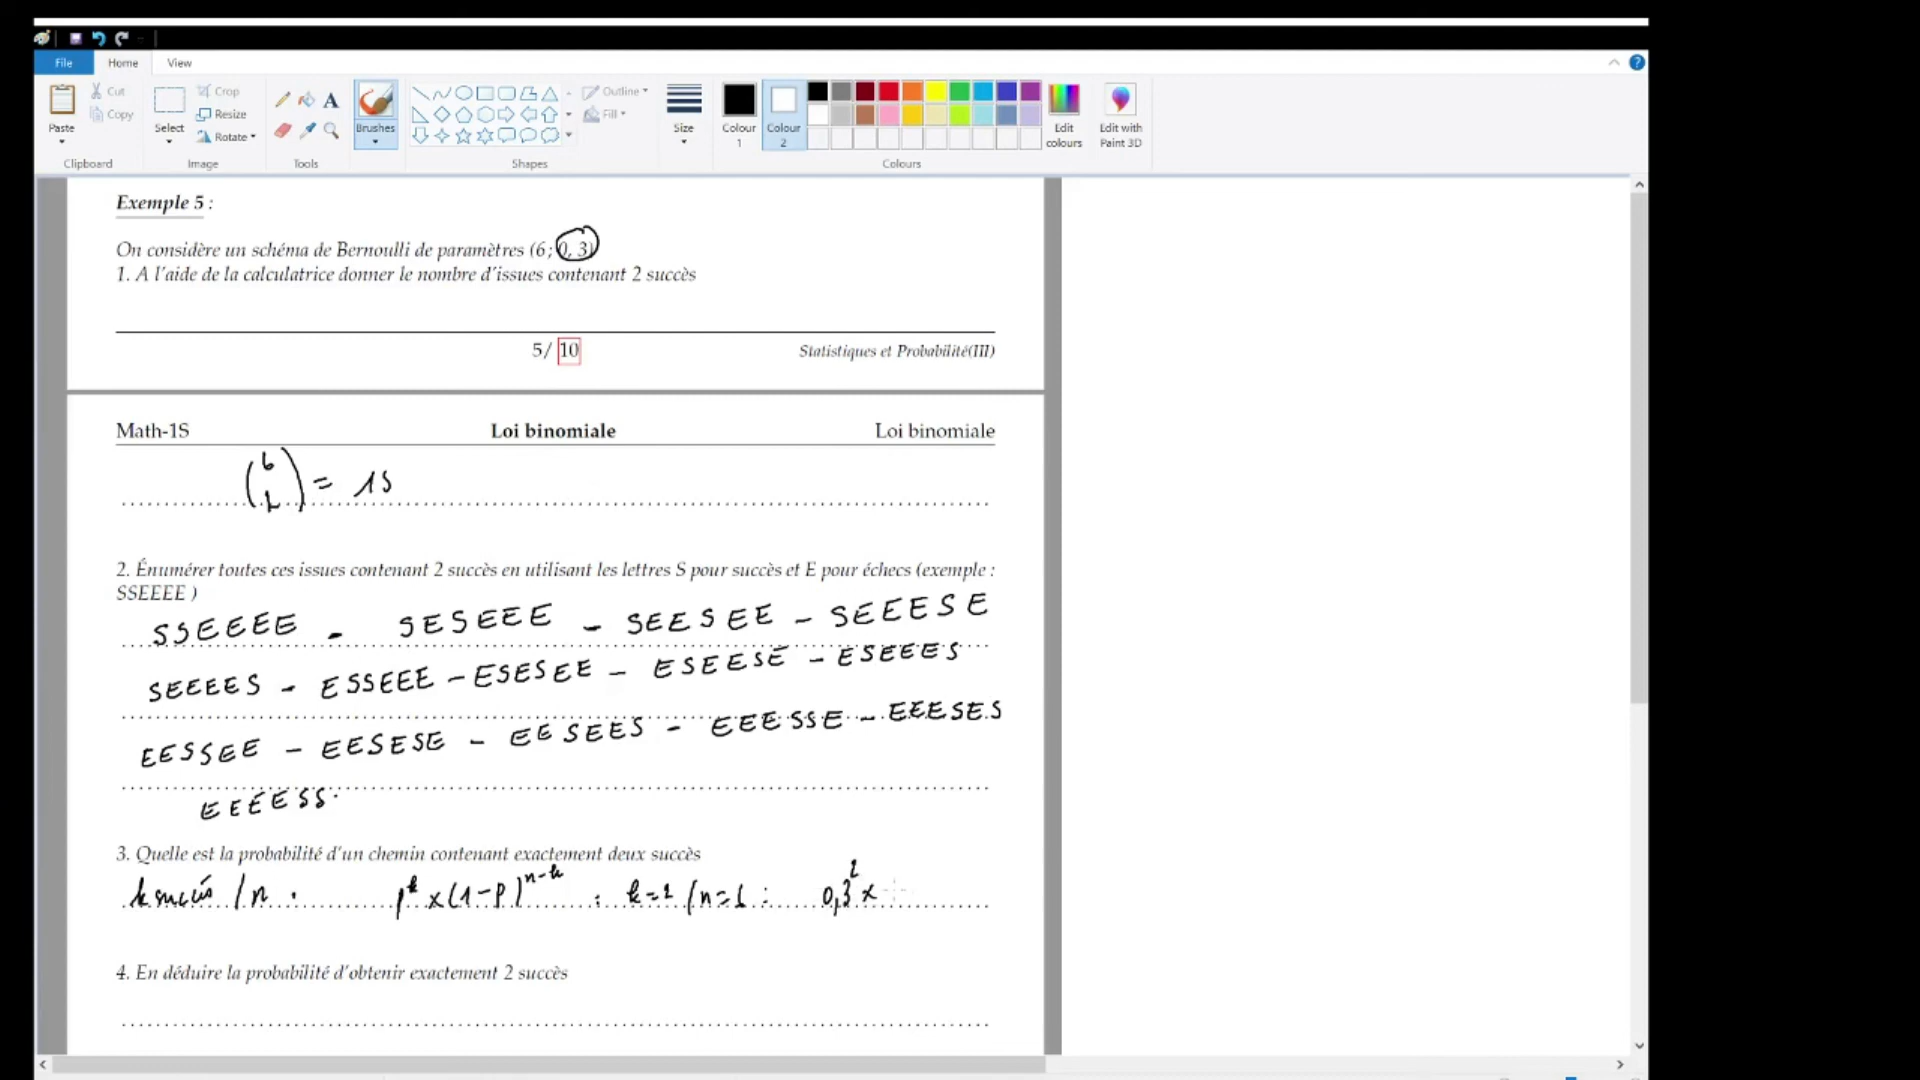 File Home View
Paste Cut Copy Clipboard
Select Crop Resize Rotate Image
Tools
Brushes
Shapes Outline Fill
Size
Colour 1 Colour 2 Edit colours Colours
Edit with Paint 3D
Exemple 5 :
On considère un schéma de Bernoulli de paramètres (6; 0, 3)
1. A l'aide de la calculatrice donner le nombre d'issues contenant 2 succès
5/ 10 Statistiques et Probabilité(III)
Math-1S Loi binomiale Loi binomiale
(6 2) = 15
2. Énumérer toutes ces issues contenant 2 succès en utilisant les lettres S pour succès et E pour échecs (exemple :
SSEEEE )
SSEEEE - SESEEE - SEESEE - SEEESE
SEEEES - ESSEEE - ESESEE - ESEESE - ESEEES
EESSEE - EESESE - EESEES - EEESSE - EEESES
EEEESS.
3. Quelle est la probabilité d'un chemin contenant exactement deux succès
k succès / n : p^k x (1-p)^n-k : k=2 / n=6 : 0,3^2 x
4. En déduire la probabilité d'obtenir exactement 2 succès